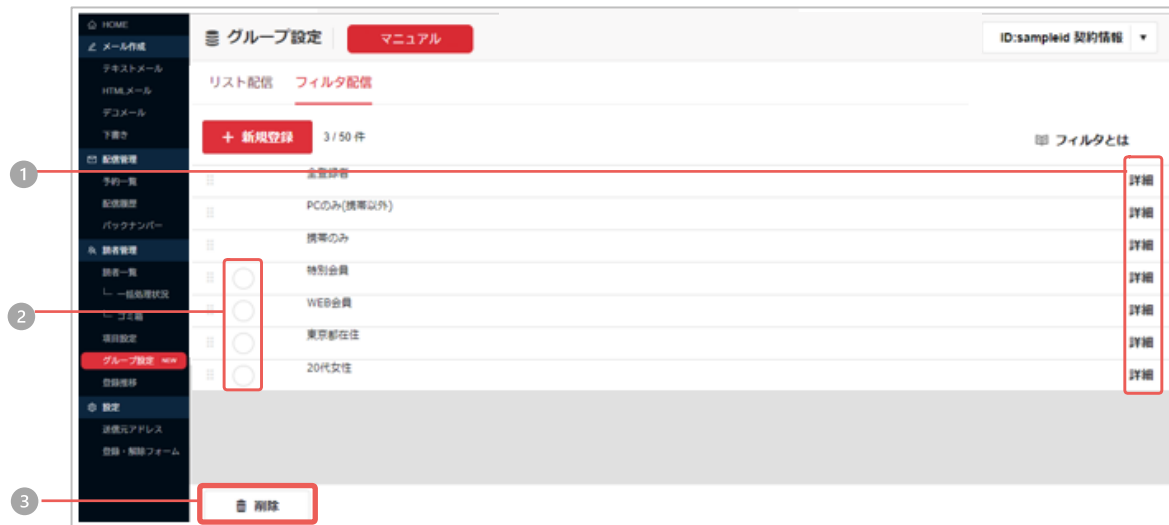 HOME
メール作成
テキストメール
HTMLメール
デコメール
下書き
配信管理
予約一覧
配信履歴
バックナンバー
読者管理
読者一覧
一括処理状況
ゴミ箱
項目設定
グループ設定 NEW
登録推移
設定
送信元アドレス
登録・解除フォーム
グループ設定
マニュアル
ID:sampleid 契約情報 ▼
リスト配信 フィルタ配信
+ 新規登録 3 / 50 件
フィルタとは
1
全登録者 詳細
PCのみ(携帯以外) 詳細
携帯のみ 詳細
特別会員 詳細
2
WEB会員 詳細
東京都在住 詳細
20代女性 詳細
3
削除